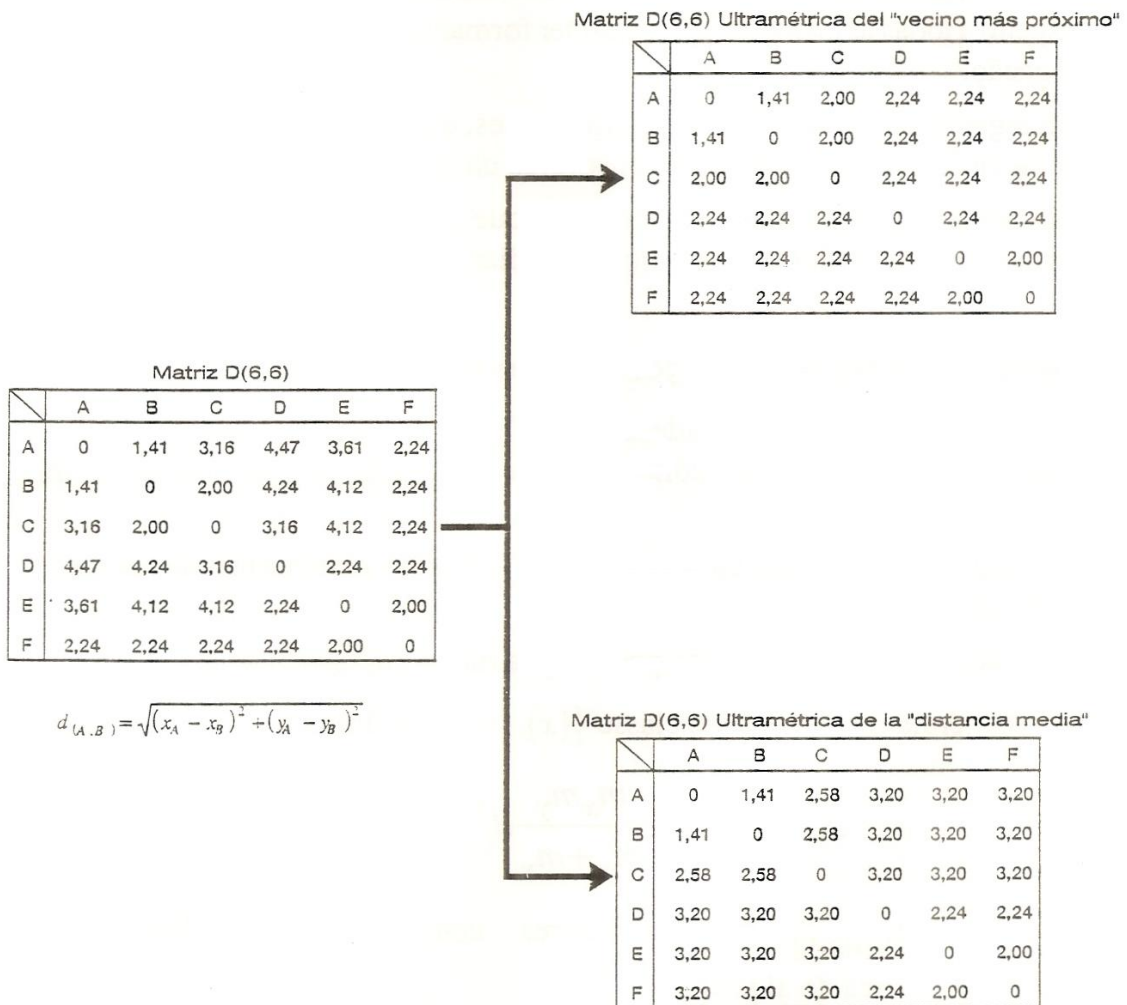 Matriz D(6,6) Ultramétrica del "vecino más próximo"
A B C D E F
A 0 1,41 2,00 2,24 2,24 2,24
B 1,41 0 2,00 2,24 2,24 2,24
C 2,00 2,00 0 2,24 2,24 2,24
D 2,24 2,24 2,24 0 2,24 2,24
E 2,24 2,24 2,24 2,24 0 2,00
F 2,24 2,24 2,24 2,24 2,00 0
Matriz D(6,6)
A B C D E F
A 0 1,41 3,16 4,47 3,61 2,24
B 1,41 0 2,00 4,24 4,12 2,24
C 3,16 2,00 0 3,16 4,12 2,24
D 4,47 4,24 3,16 0 2,24 2,24
E 3,61 4,12 4,12 2,24 0 2,00
F 2,24 2,24 2,24 2,24 2,00 0
d(A,B) = √(x_A − x_B)² + (y_A − y_B)²
Matriz D(6,6) Ultramétrica de la "distancia media"
A B C D E F
A 0 1,41 2,58 3,20 3,20 3,20
B 1,41 0 2,58 3,20 3,20 3,20
C 2,58 2,58 0 3,20 3,20 3,20
D 3,20 3,20 3,20 0 2,24 2,24
E 3,20 3,20 3,20 2,24 0 2,00
F 3,20 3,20 3,20 2,24 2,00 0